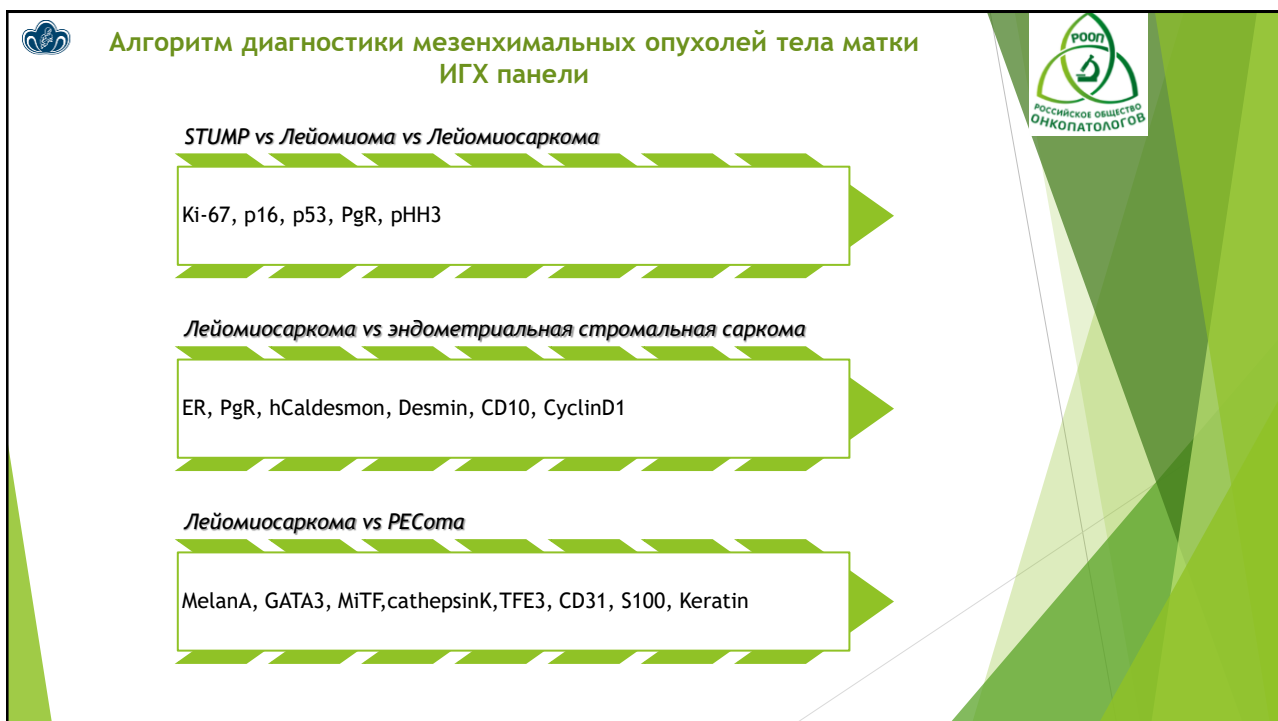 Алгоритм диагностики мезенхимальных опухолей тела матки
ИГХ панели
РООП
РОССИЙСКОЕ ОБЩЕСТВО
ОНКОПАТОЛОГОВ
STUMP vs Лейомиома vs Лейомиосаркома
Ki-67, p16, p53, PgR, pHH3
Лейомиосаркома vs эндометриальная стромальная саркома
ER, PgR, hCaldesmon, Desmin, CD10, CyclinD1
Лейомиосаркома vs PEComa
MelanA, GATA3, MiTF,cathepsinK,TFE3, CD31, S100, Keratin